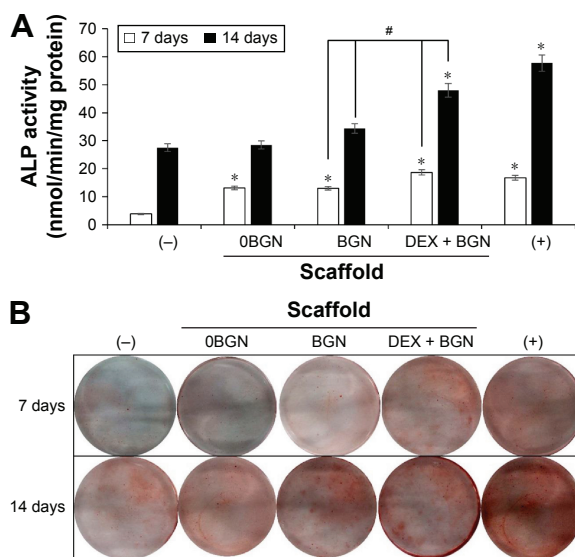 A
7 days 14 days
#
ALP activity
(nmol/min/mg protein)
70
60
50
40
30
20
10
0
* * * * * *
(–) 0BGN BGN DEX + BGN (+)
Scaffold
B
Scaffold
(–) 0BGN BGN DEX + BGN (+)
7 days
14 days